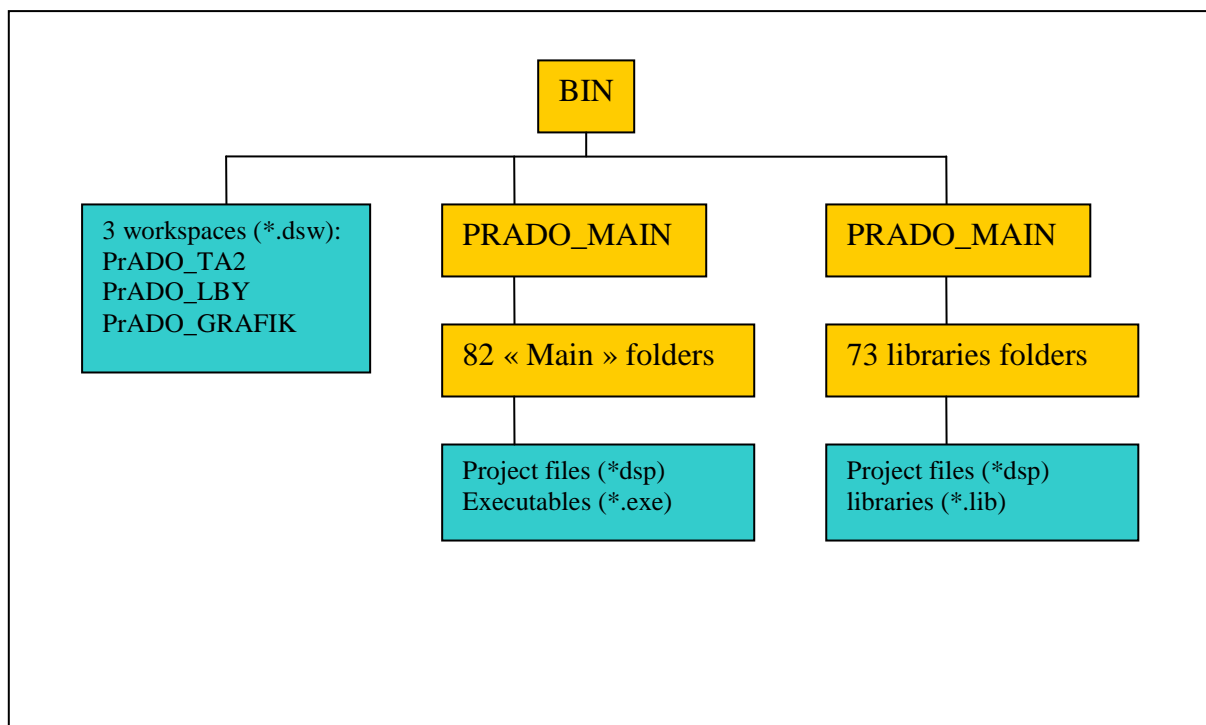 BIN
3 workspaces (*.dsw):
PrADO_TA2
PrADO_LBY
PrADO_GRAFIK
PRADO_MAIN
82 « Main » folders
Project files (*dsp)
Executables (*.exe)
PRADO_MAIN
73 libraries folders
Project files (*dsp)
libraries (*.lib)